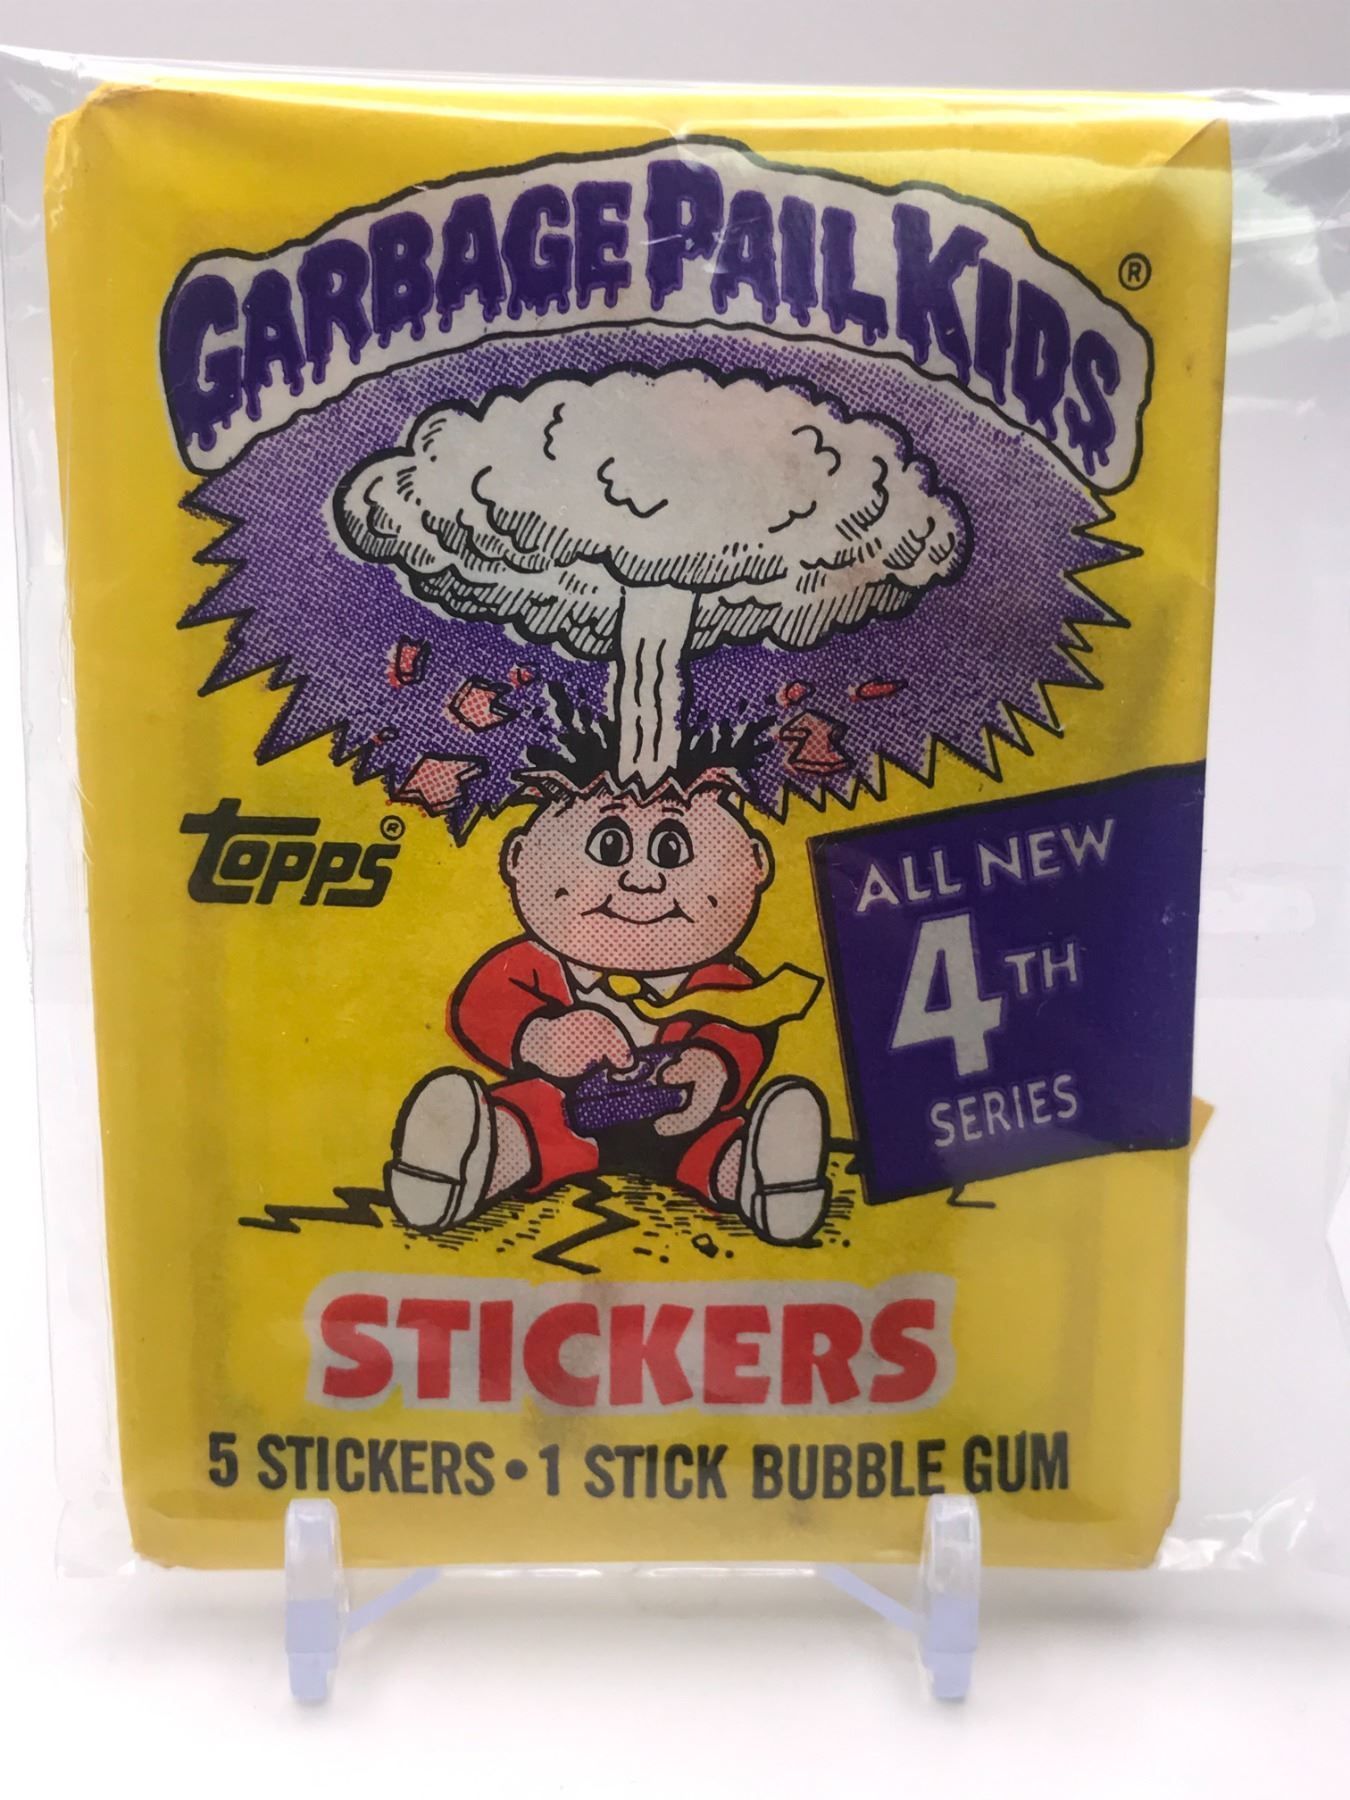 GARBAGE PAIL KIDS ®
TOPPS ®
ALL NEW
4TH
SERIES
STICKERS
5 STICKERS • 1 STICK BUBBLE GUM